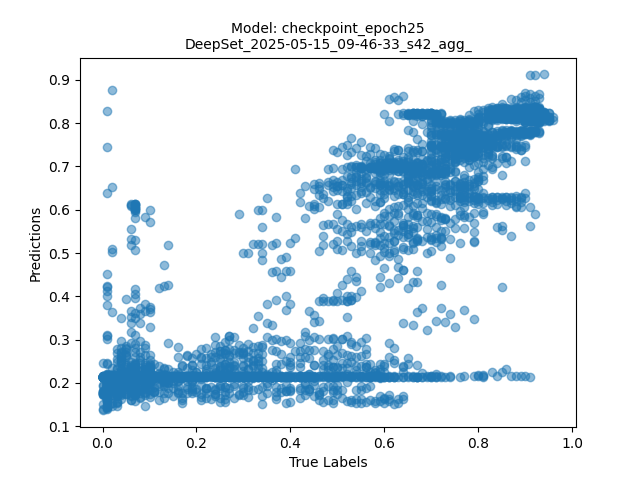 Model: checkpoint_epoch25
DeepSet_2025-05-15_09-46-33_s42_agg_
0.9
0.8
0.7
0.6
0.5
0.4
0.3
0.2
0.1
Predictions
0.0 0.2 0.4 0.6 0.8 1.0
True Labels